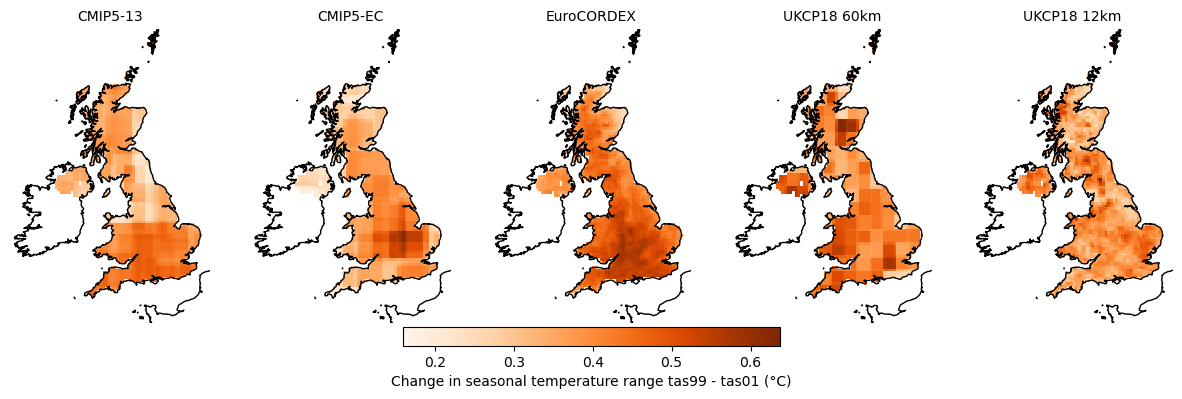 CMIP5-13 CMIP5-EC EuroCORDEX UKCP18 60km UKCP18 12km
0.2 0.3 0.4 0.5 0.6
Change in seasonal temperature range tas99 - tas01 (°C)